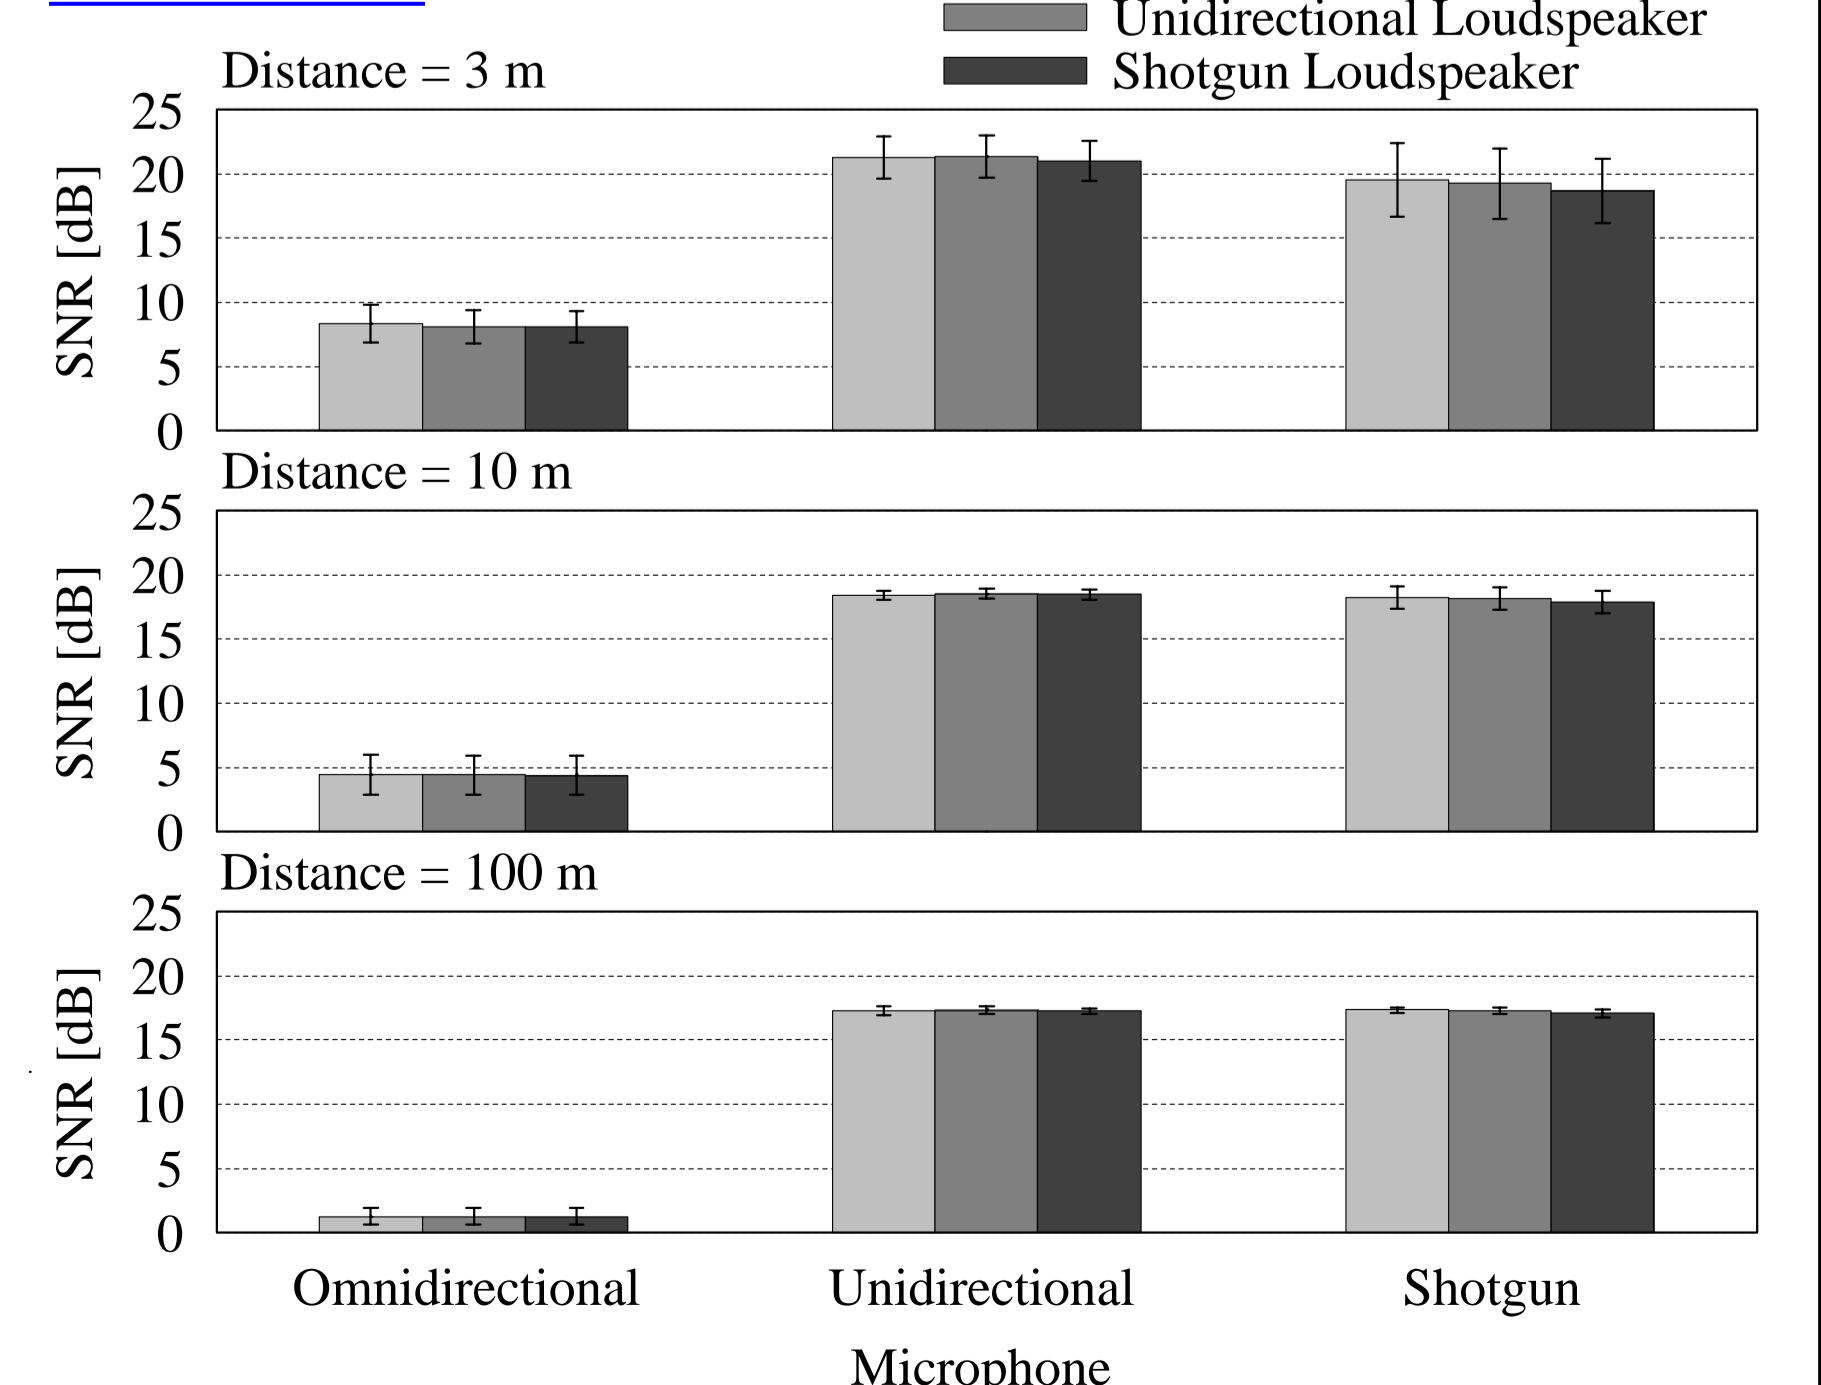 Unidirectional Loudspeaker
Shotgun Loudspeaker
Distance = 3 m
25
20
15
10
5
0
SNR [dB]
Distance = 10 m
25
20
15
10
5
0
SNR [dB]
Distance = 100 m
25
20
15
10
5
0
SNR [dB]
Omnidirectional Unidirectional Shotgun
Microphone